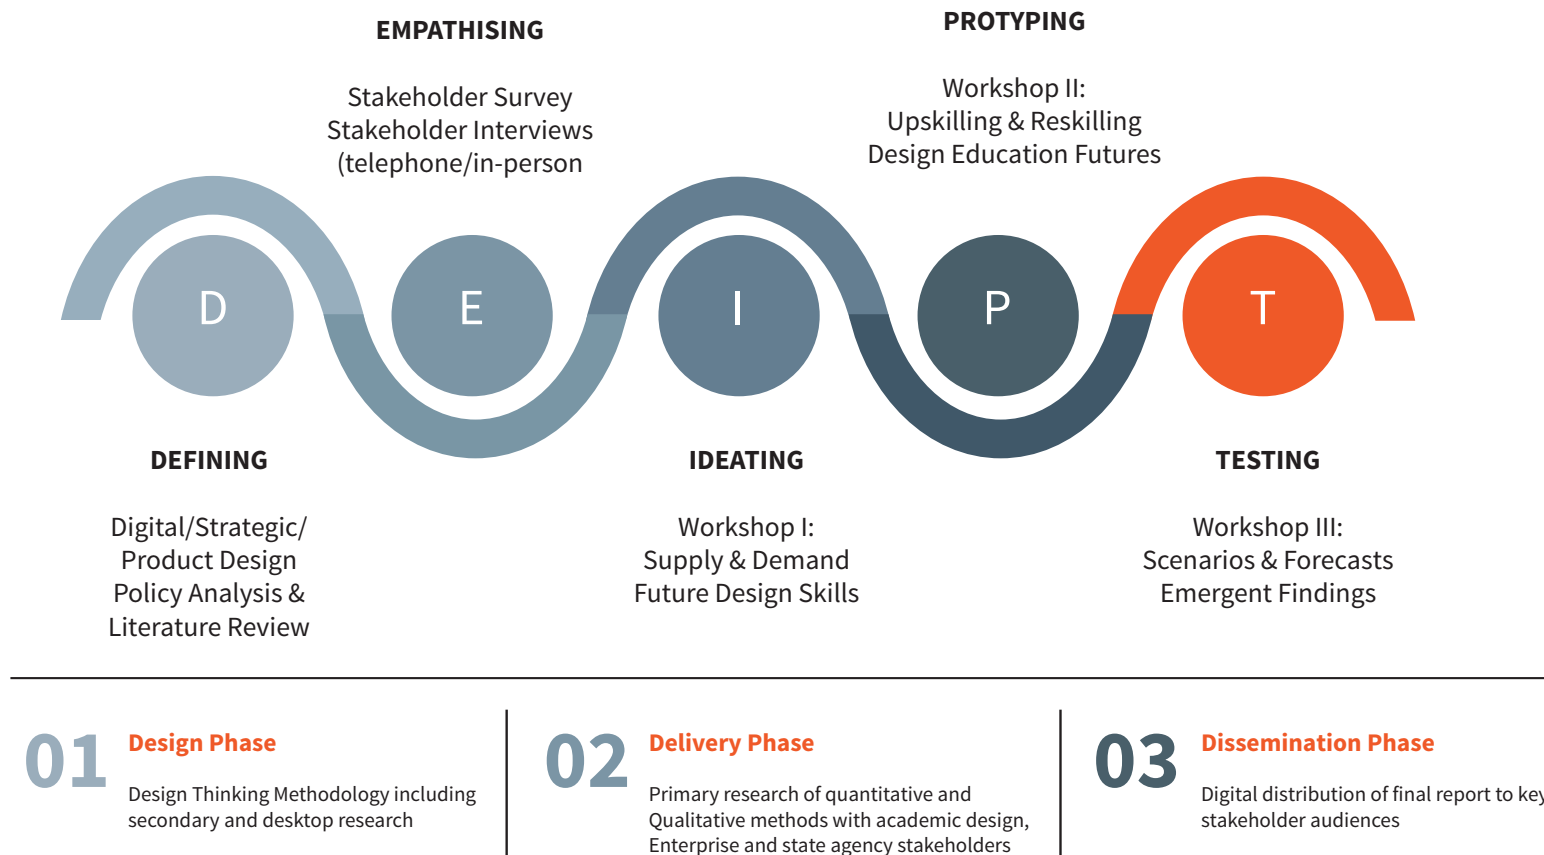 EMPATHISING
Stakeholder Survey
Stakeholder Interviews
(telephone/in-person
PROTYPING
Workshop II:
Upskilling & Reskilling
Design Education Futures
D
E
I
P
T
DEFINING
Digital/Strategic/
Product Design
Policy Analysis &
Literature Review
IDEATING
Workshop I:
Supply & Demand
Future Design Skills
TESTING
Workshop III:
Scenarios & Forecasts
Emergent Findings
01
Design Phase
Design Thinking Methodology including
secondary and desktop research
02
Delivery Phase
Primary research of quantitative and
Qualitative methods with academic design,
Enterprise and state agency stakeholders
03
Dissemination Phase
Digital distribution of final report to key
stakeholder audiences